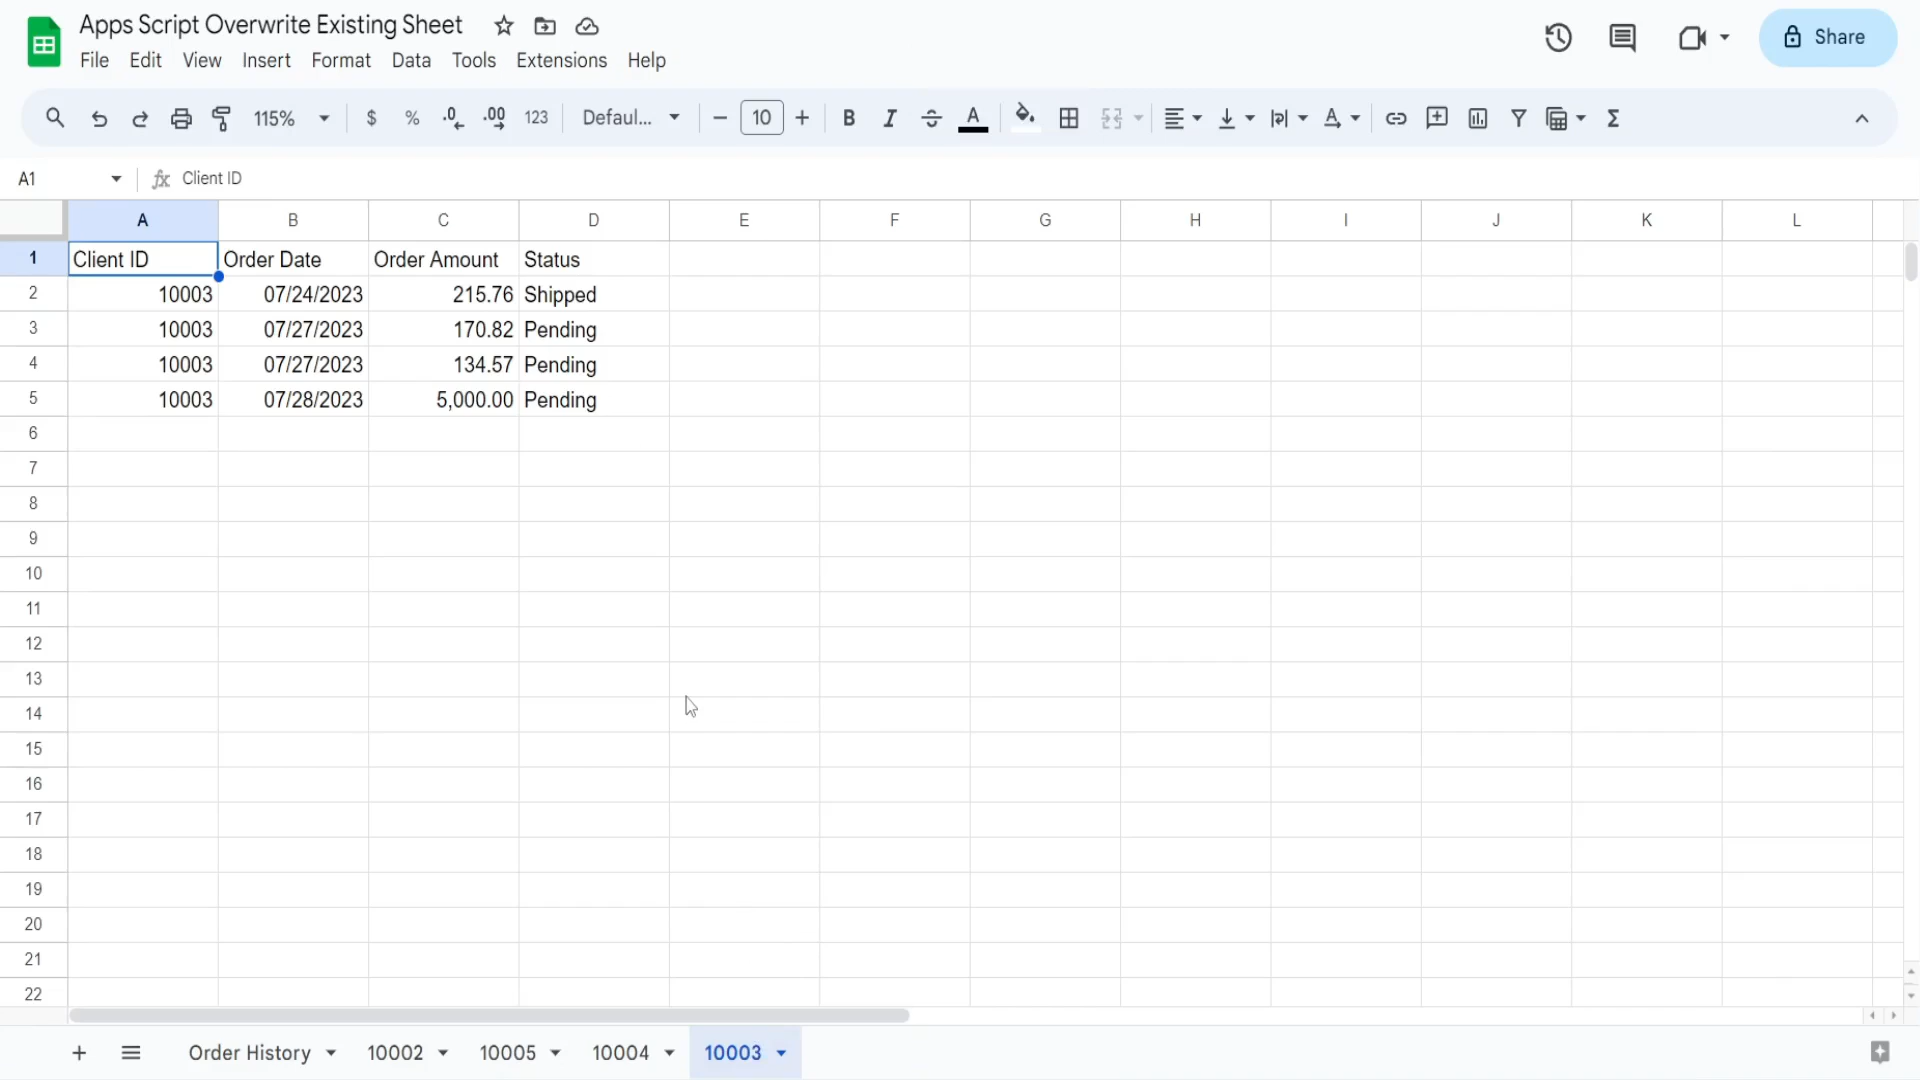 Apps Script Overwrite Existing Sheet
File Edit View Insert Format Data Tools Extensions Help
Share
115% $ % .0 .00 123 Defaul... 10 B I A
A1 fx Client ID
A B C D E F G H I J K L
1 Client ID Order Date Order Amount Status
2 10003 07/24/2023 215.76 Shipped
3 10003 07/27/2023 170.82 Pending
4 10003 07/27/2023 134.57 Pending
5 10003 07/28/2023 5,000.00 Pending
6
7
8
9
10
11
12
13
14
15
16
17
18
19
20
21
22
Order History 10002 10005 10004 10003